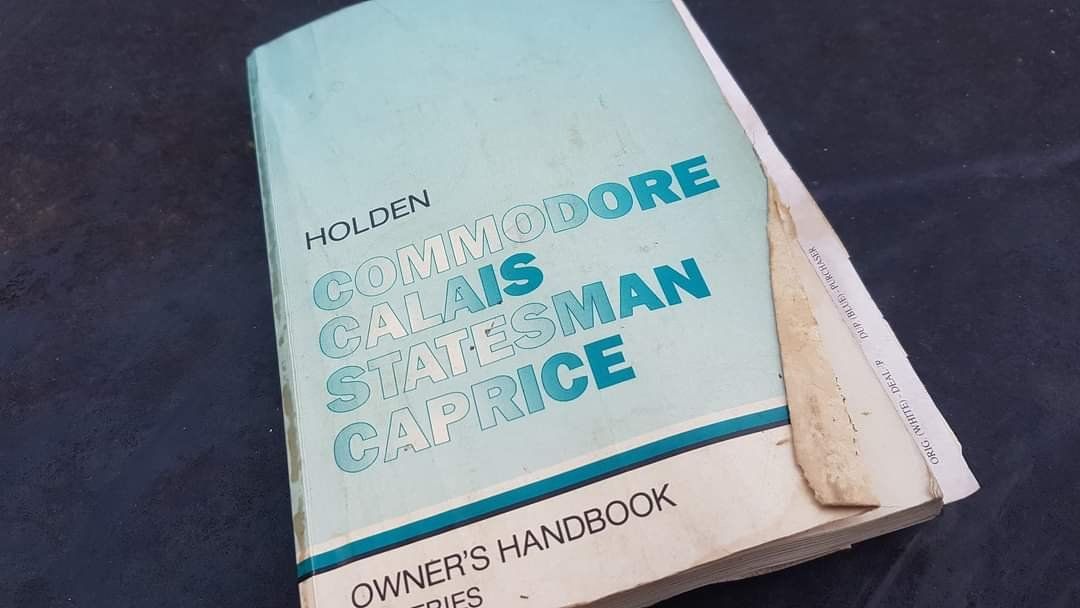 HOLDEN
COMMODORE
CALAIS
STATESMAN
CAPRICE
OWNER'S HANDBOOK
ORIG (WHITE) - DEAL
DUP (BLUE) - PURCHASER